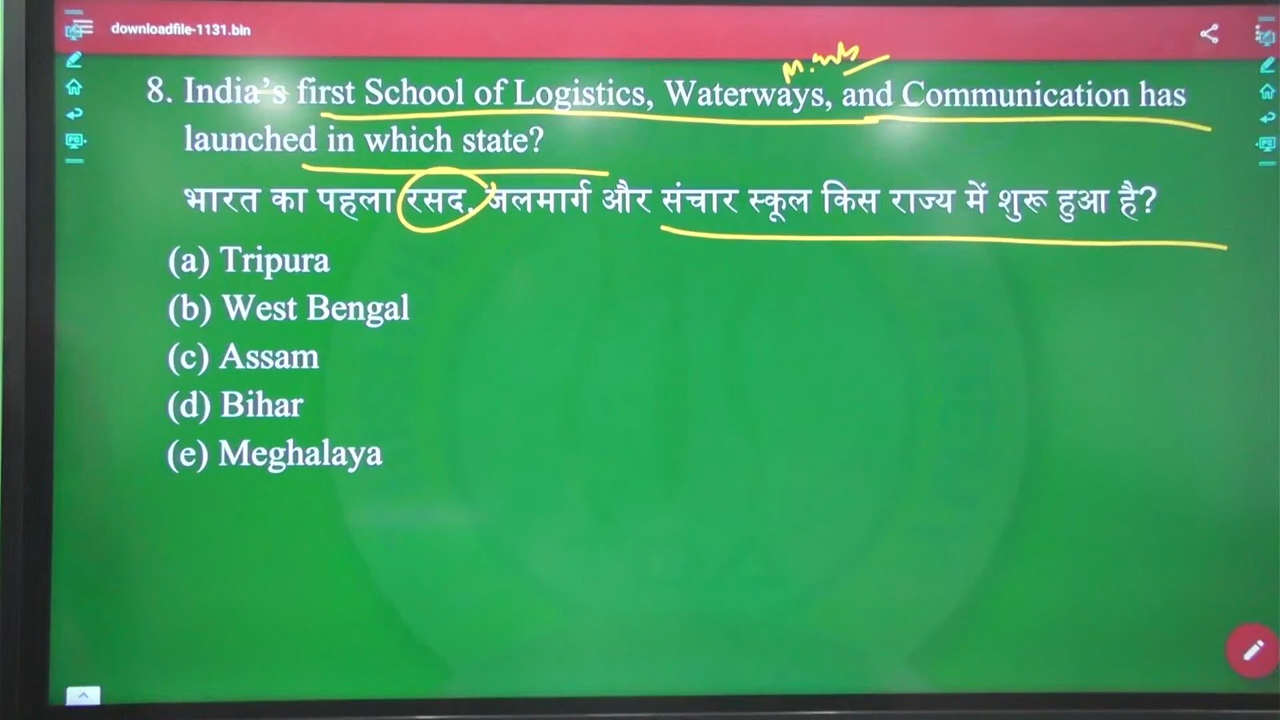 downloadfile-1131.bin
8. India's first School of Logistics, Waterways, and Communication has
launched in which state?
भारत का पहला रसद, जलमार्ग और संचार स्कूल किस राज्य में शुरू हुआ है?
(a) Tripura
(b) West Bengal
(c) Assam
(d) Bihar
(e) Meghalaya